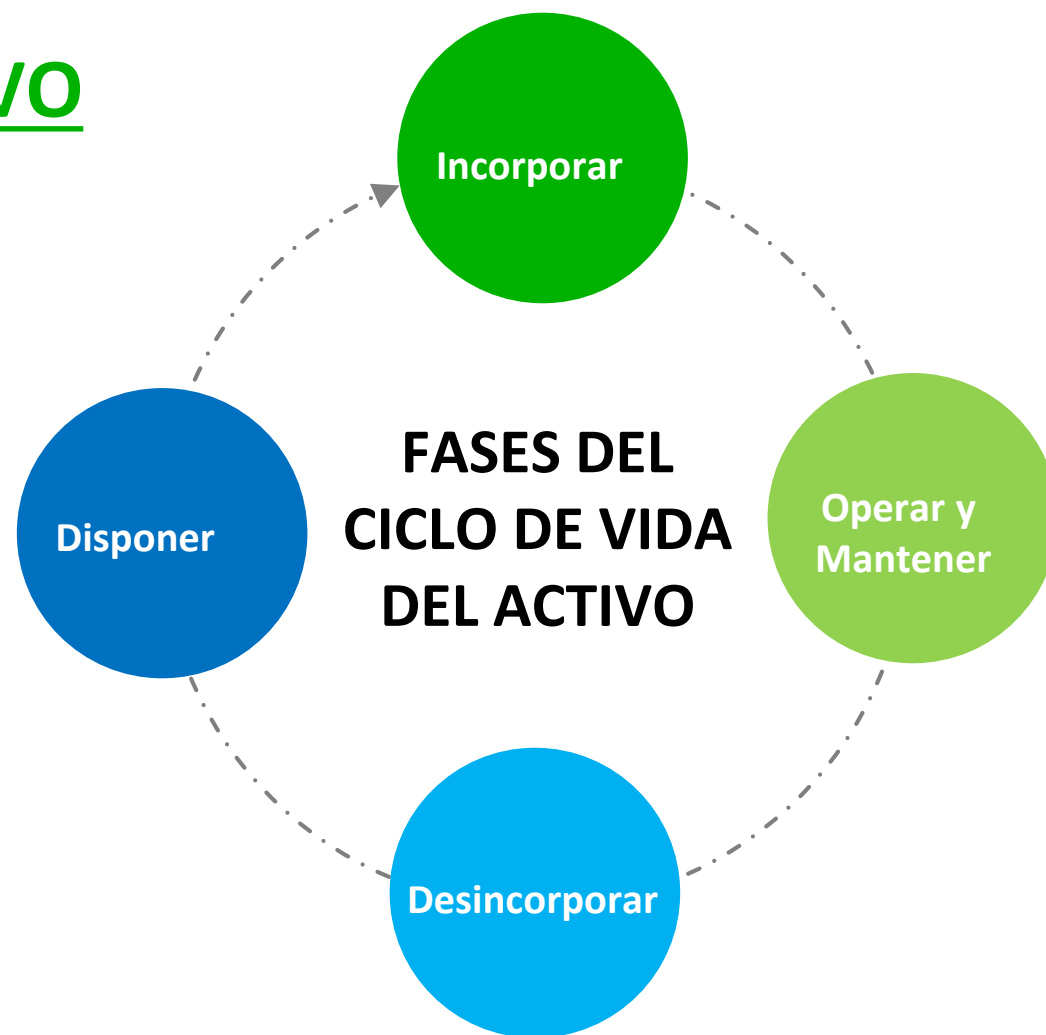 VO
Incorporar
FASES DEL
CICLO DE VIDA
DEL ACTIVO
Operar y
Mantener
Disponer
Desincorporar